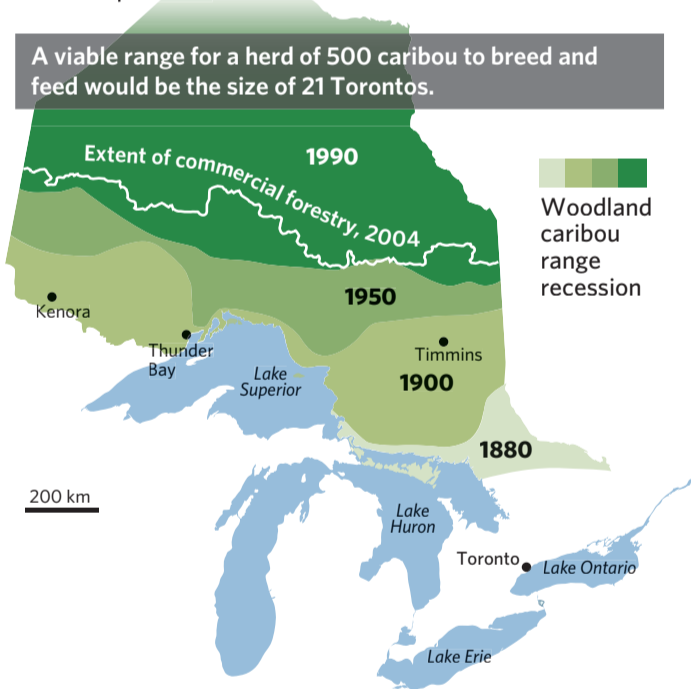 A viable range for a herd of 500 caribou to breed and
feed would be the size of 21 Torontos.
1990
Extent of commercial forestry, 2004
Woodland
caribou
range
recession
1950
Kenora
Thunder
Bay
Timmins
Lake
Superior
1900
1880
200 km
Lake
Huron
Toronto
Lake Ontario
Lake Erie